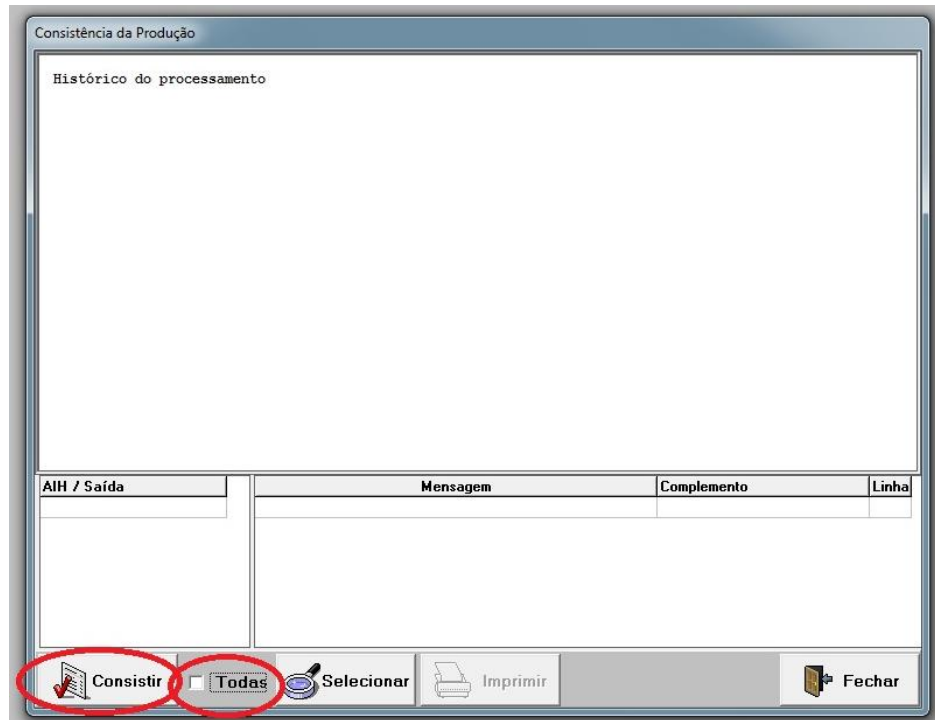 Consistência da Produção
Histórico do processamento
AIH / Saída Mensagem Complemento Linha
Consistir Todas Selecionar Imprimir Fechar